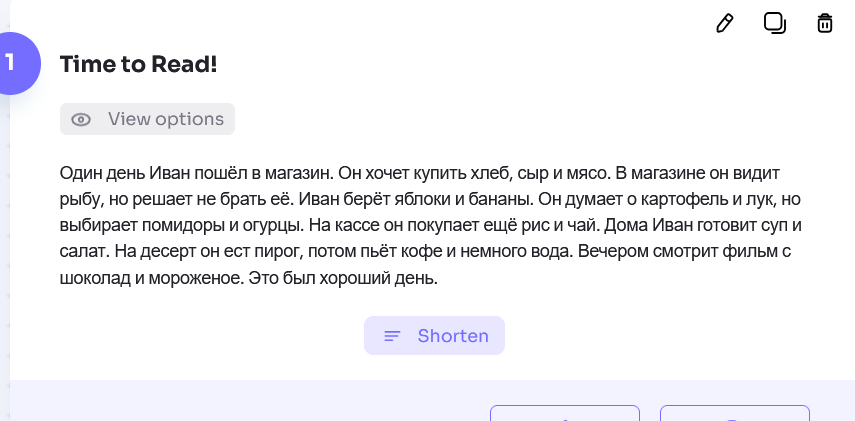 1
Time to Read!
View options
Один день Иван пошёл в магазин. Он хочет купить хлеб, сыр и мясо. В магазине он видит
рыбу, но решает не брать её. Иван берёт яблоки и бананы. Он думает о картофель и лук, но
выбирает помидоры и огурцы. На кассе он покупает ещё рис и чай. Дома Иван готовит суп и
салат. На десерт он ест пирог, потом пьёт кофе и немного вода. Вечером смотрит фильм с
шоколад и мороженое. Это был хороший день.
Shorten